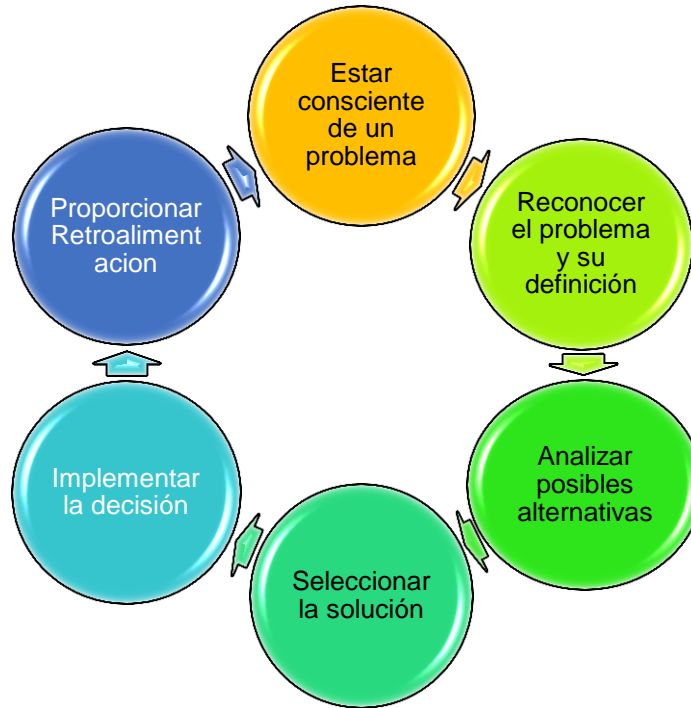 Estar
consciente
de un
problema
Reconocer
el problema
y su
definición
Analizar
posibles
alternativas
Seleccionar
la solución
Implementar
la decisión
Proporcionar
Retroaliment
acion